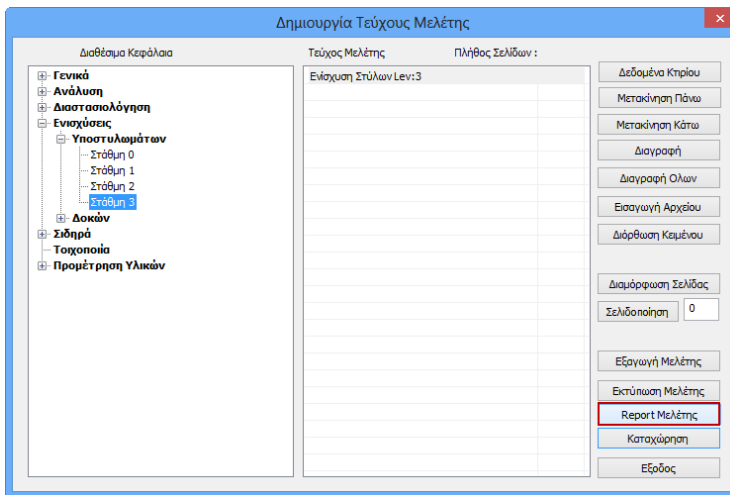 Δημιουργία Τεύχους Μελέτης
Διαθέσιμα Κεφάλαια
Τεύχος Μελέτης
Πλήθος Σελίδων :
Γενικά
Ανάλυση
Διαστασιολόγηση
Ενισχύσεις
Υποστυλωμάτων
Στάθμη 0
Στάθμη 1
Στάθμη 2
Στάθμη 3
Δοκών
Σιδηρά
Τοιχοποιία
Προμέτρηση Υλικών
Ενίσχυση Στύλων Lev:3
Δεδομένα Κτιρίου
Μετακίνηση Πάνω
Μετακίνηση Κάτω
Διαγραφή
Διαγραφή Ολων
Εισαγωγή Αρχείου
Διόρθωση Κειμένου
Διαμόρφωση Σελίδας
Σελιδοποίηση 0
Εξαγωγή Μελέτης
Εκτύπωση Μελέτης
Report Μελέτης
Καταχώρηση
Εξοδος